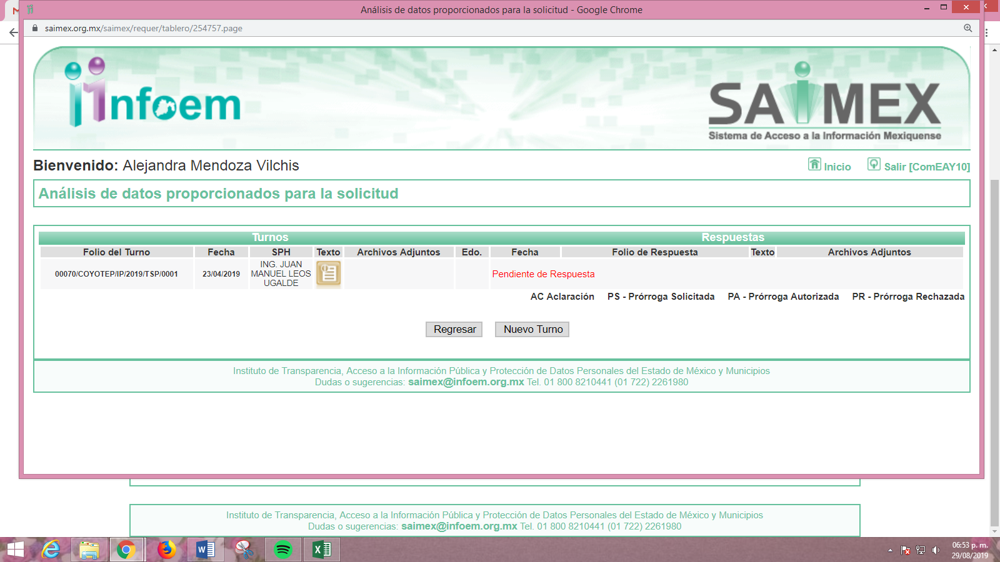 Análisis de datos proporcionados para la solicitud - Google Chrome
saimex.org.mx/saimex/requer/tablero/254757.page
infoem
SAiMEX
Sistema de Acceso a la Información Mexiquense
Bienvenido: Alejandra Mendoza Vilchis
Inicio Salir [ComEAY10]
Análisis de datos proporcionados para la solicitud
Turnos Respuestas
Folio del Turno Fecha SPH Texto Archivos Adjuntos Edo. Fecha Folio de Respuesta Texto Archivos Adjuntos
00070/COYOTEP/IP/2019/TSP/0001 23/04/2019 ING. JUAN
MANUEL LEOS
UGALDE
Pendiente de Respuesta
AC Aclaración PS - Prórroga Solicitada PA - Prórroga Autorizada PR - Prórroga Rechazada
Regresar Nuevo Turno
Instituto de Transparencia, Acceso a la Información Pública y Protección de Datos Personales del Estado de México y Municipios
Dudas o sugerencias: saimex@infoem.org.mx Tel. 01 800 8210441 (01 722) 2261980
Instituto de Transparencia, Acceso a la Información Pública y Protección de Datos Personales del Estado de México y Municipios
Dudas o sugerencias: saimex@infoem.org.mx Tel. 01 800 8210441 (01 722) 2261980
06:53 p. m.
29/08/2019